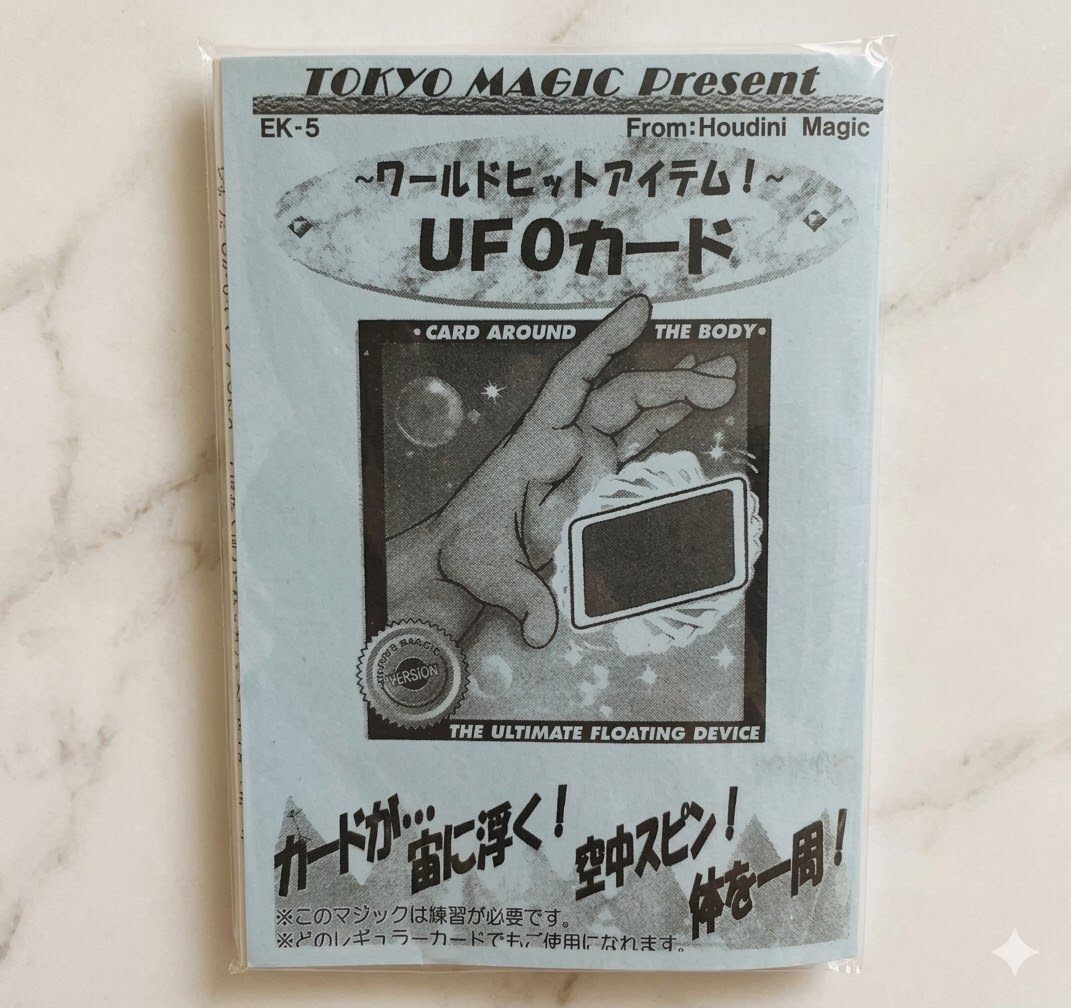 TOKYO MAGIC Present
EK-5
From:Houdini Magic
~ワールドヒットアイテム!~
UFOカード
•CARD AROUND THE BODY•
VERSION
THE ULTIMATE FLOATING DEVICE
カードが…宙に浮く!
空中スピン!
体を一周!
※このマジックは練習が必要です。
※どのレギュラーカードでもご使用になれます。